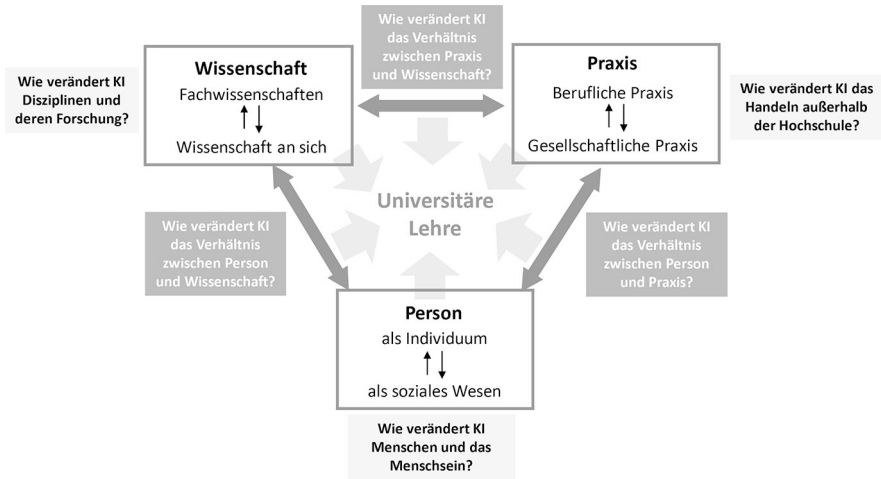 Wie verändert KI
das Verhältnis
zwischen Praxis
und Wissenschaft?
Wissenschaft
Fachwissenschaften
Wissenschaft an sich
Praxis
Berufliche Praxis
Gesellschaftliche Praxis
Wie verändert KI
Disziplinen und
deren Forschung?
Wie verändert KI das
Handeln außerhalb
der Hochschule?
Universitäre
Lehre
Wie verändert KI
das Verhältnis
zwischen Person
und Wissenschaft?
Wie verändert KI
das Verhältnis
zwischen Person
und Praxis?
Person
als Individuum
als soziales Wesen
Wie verändert KI
Menschen und das
Menschsein?